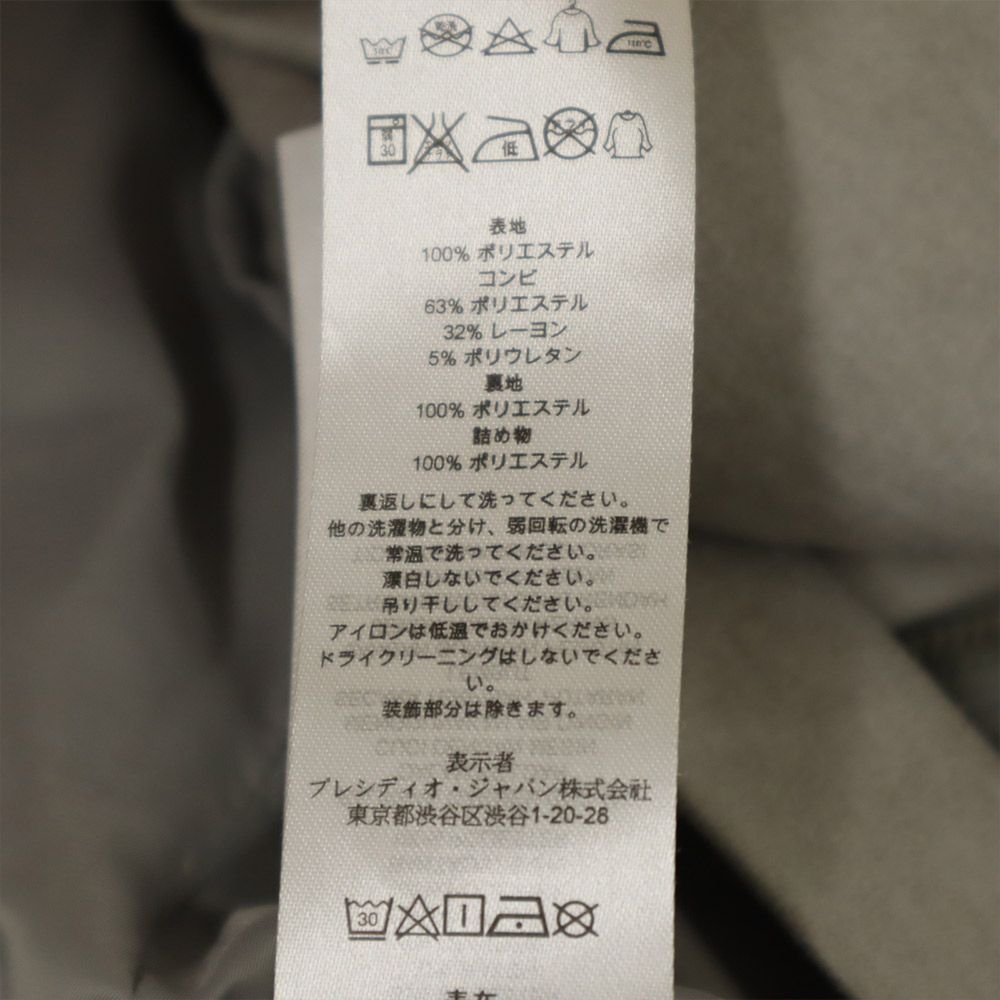 120℃
弱
30
低
表地
100% ポリエステル
コンビ
63% ポリエステル
32% レーヨン
5% ポリウレタン
裏地
100% ポリエステル
詰め物
100% ポリエステル
裏返しにして洗ってください。
他の洗濯物と分け、弱回転の洗濯機で
常温で洗ってください。
漂白しないでください。
吊り干ししてください。
アイロンは低温でおかけください。
ドライクリーニングはしないでくださ
い。
装飾部分は除きます。
表示者
プレシディオ・ジャパン株式会社
東京都渋谷区渋谷1-20-28
30